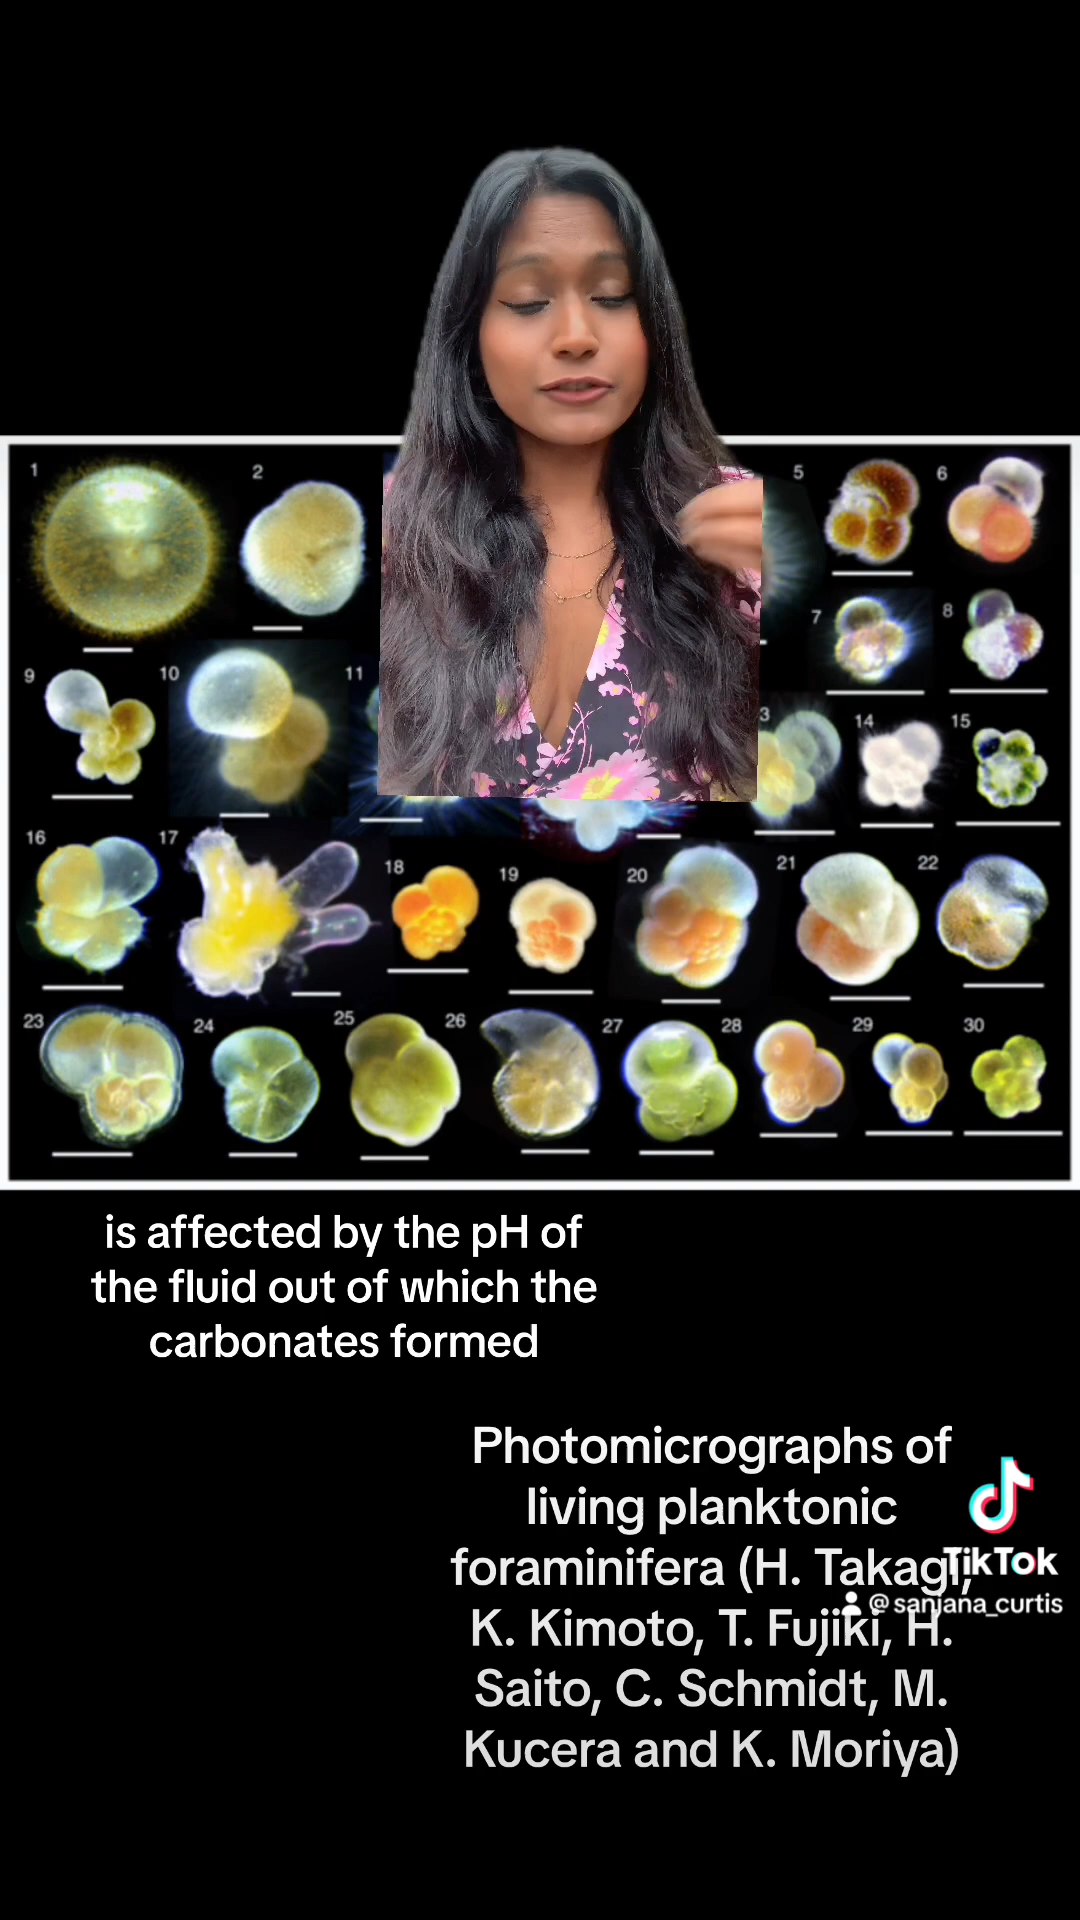 1
2
5
6
7
8
9
10
11
3
14
15
16
17
18
19
20
21
22
23
24
25
26
27
28
29
30
is affected by the pH of
the fluid out of which the
carbonates formed
Photomicrographs of
living planktonic
foraminifera (H. Takagi,
K. Kimoto, T. Fujiki, H.
Saito, C. Schmidt, M.
Kucera and K. Moriya)
TikTok
@sanjana_curtis